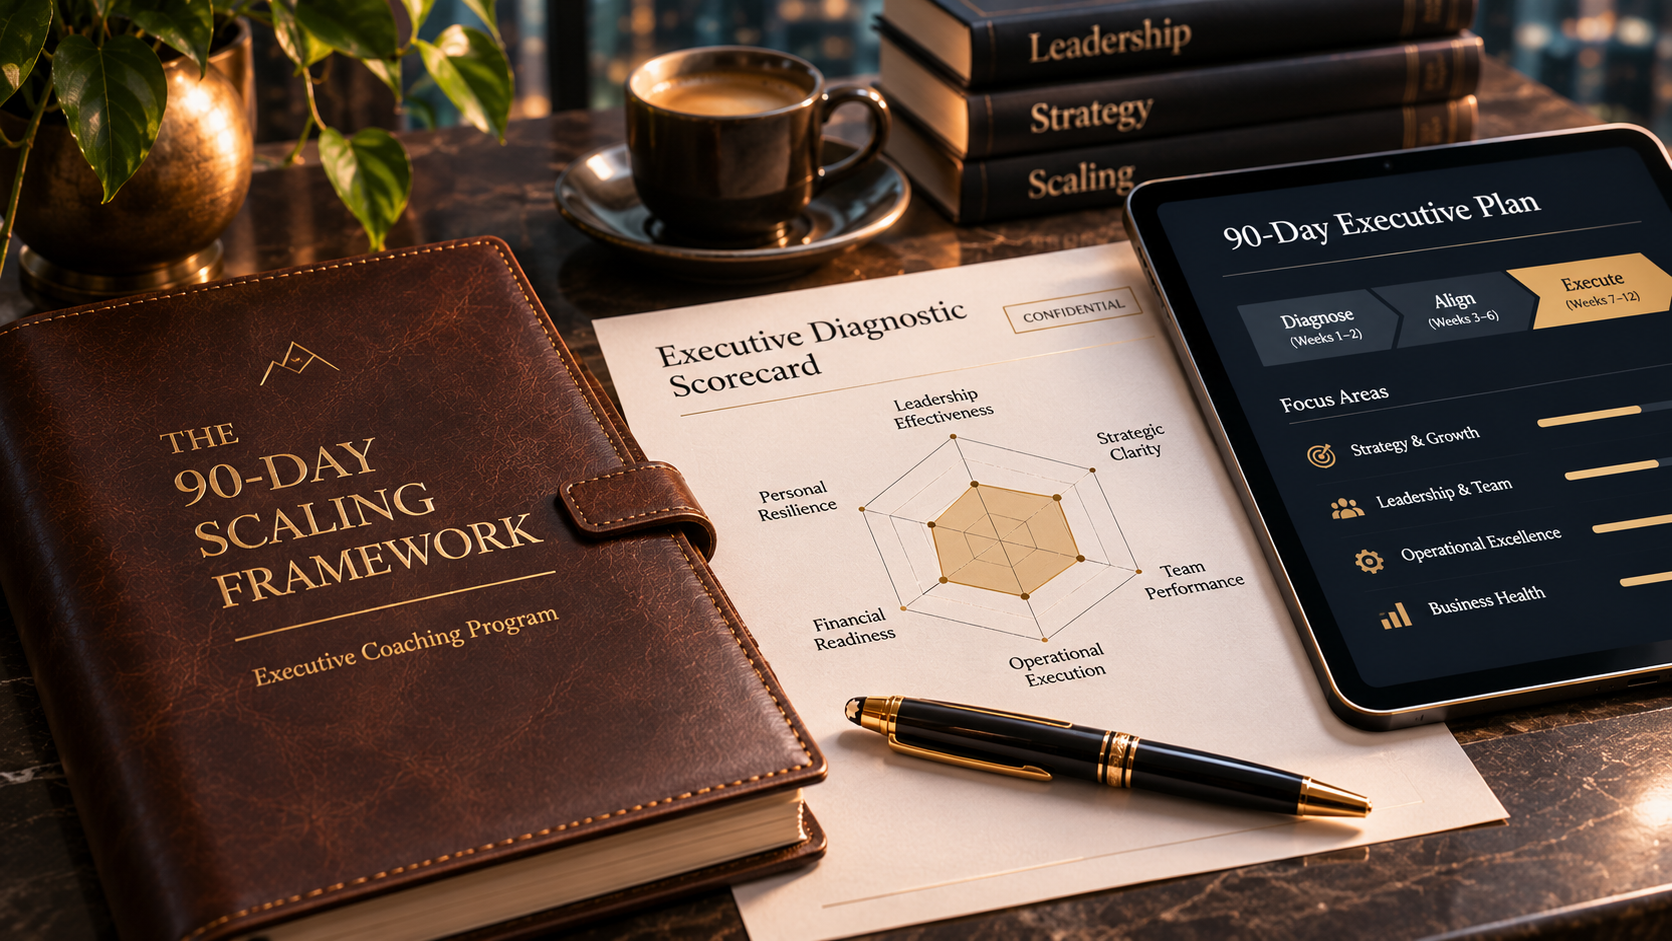 THE
90-DAY
SCALING
FRAMEWORK
Executive Coaching Program
Leadership
Strategy
Scaling
Executive Diagnostic
Scorecard
CONFIDENTIAL
Leadership
Effectiveness
Strategic
Clarity
Personal
Resilience
Team
Performance
Financial
Readiness
Operational
Execution
90-Day Executive Plan
Diagnose
(Weeks 1–2)
Align
(Weeks 3–6)
Execute
(Weeks 7–12)
Focus Areas
Strategy & Growth
Leadership & Team
Operational Excellence
Business Health